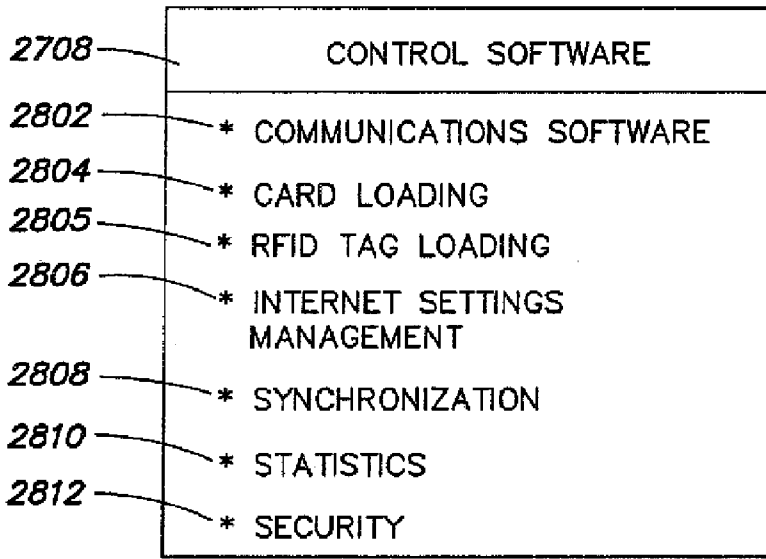 2708 CONTROL SOFTWARE
2802 * COMMUNICATIONS SOFTWARE
2804 * CARD LOADING
2805 * RFID TAG LOADING
2806 * INTERNET SETTINGS
MANAGEMENT
2808 * SYNCHRONIZATION
2810 * STATISTICS
2812 * SECURITY